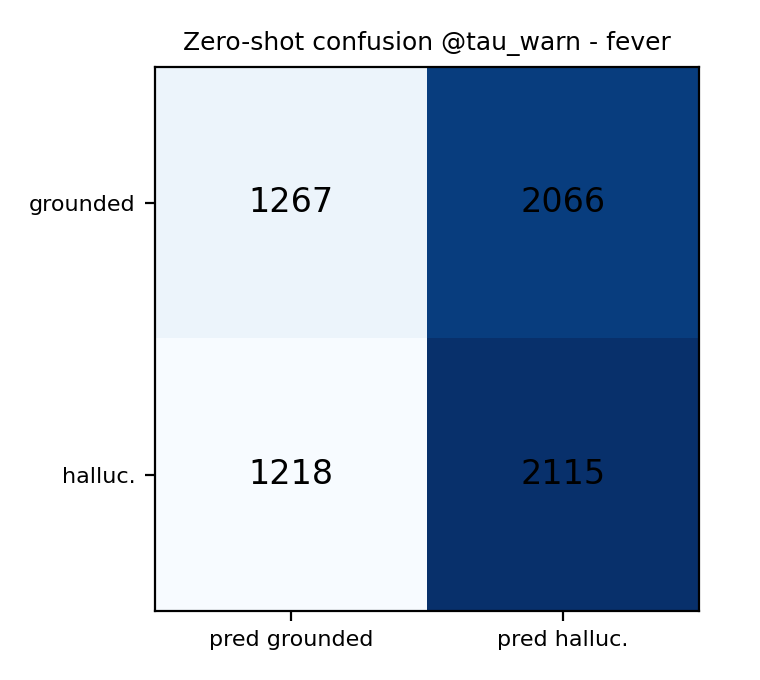 Zero-shot confusion @tau_warn - fever
grounded
1267
2066
halluc.
1218
2115
pred grounded
pred halluc.